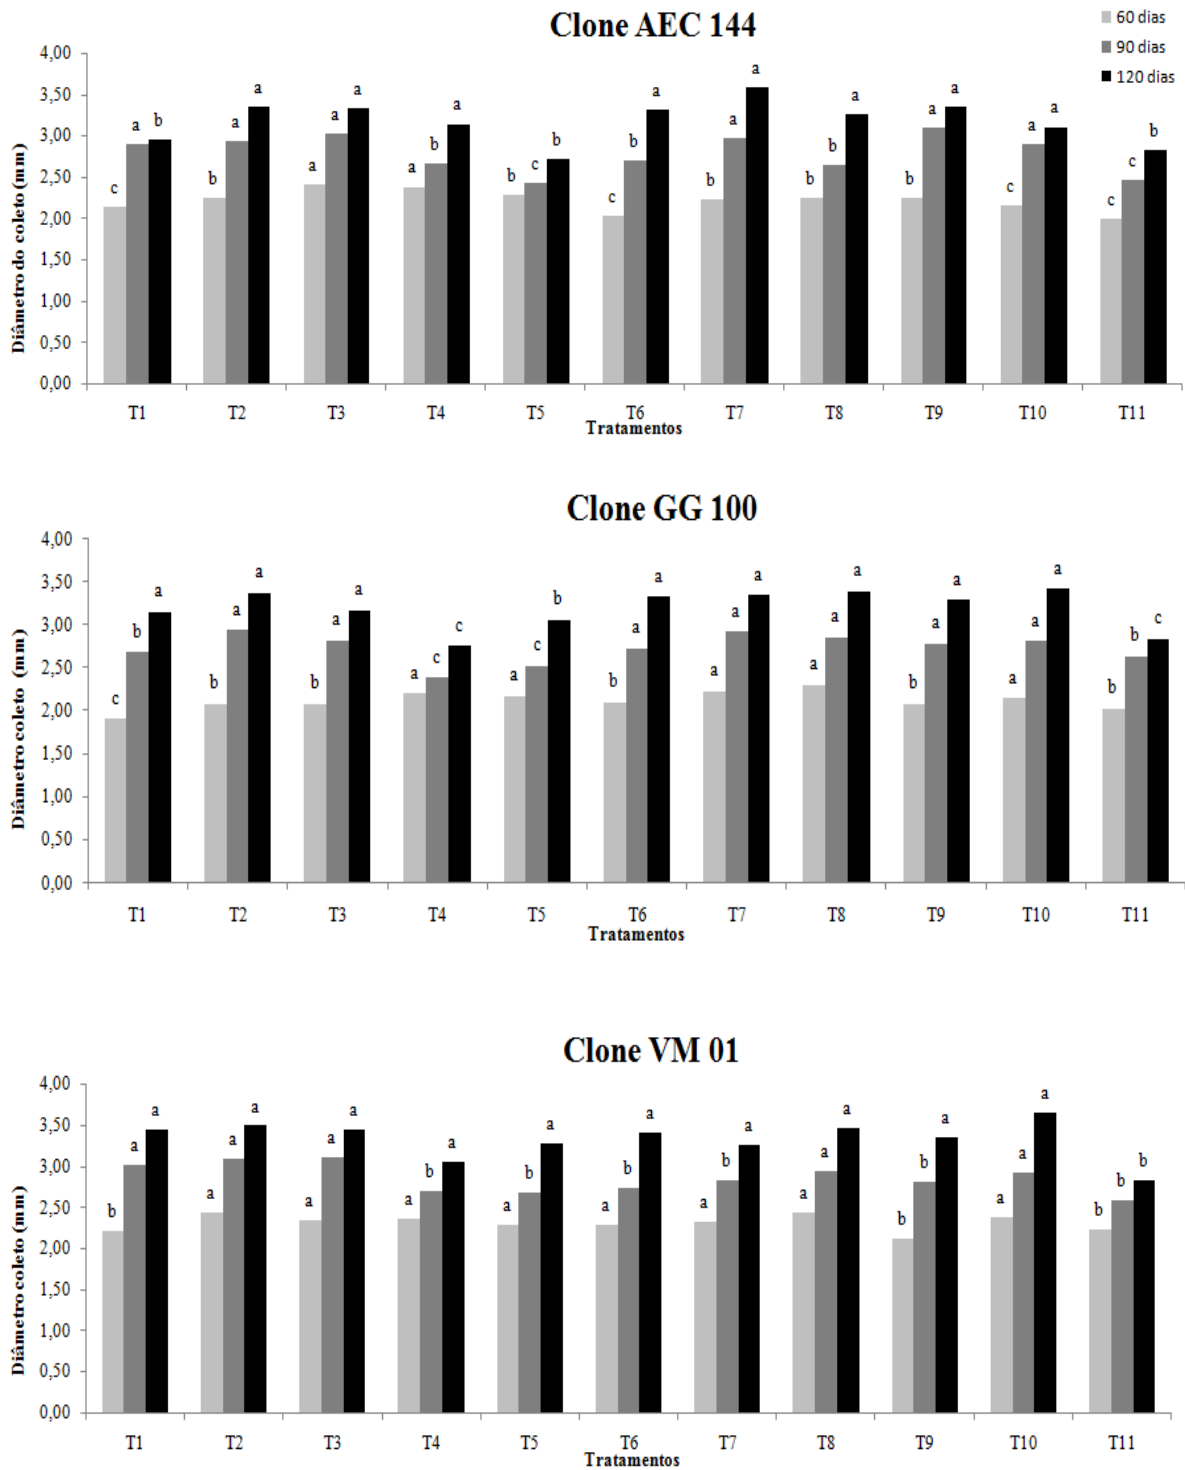 Clone AEC 144
60 dias
90 dias
120 dias
Diâmetro do coleto (mm)
4,00
3,50
3,00
2,50
2,00
1,50
1,00
0,50
0,00
c a b
b a a
a a a
a b a
b c b
c b a
b a a
b b a
b a a
c a a
c c b
T1 T2 T3 T4 T5 T6 T7 T8 T9 T10 T11
Tratamentos
Clone GG 100
Diâmetro coleto (mm)
4,00
3,50
3,00
2,50
2,00
1,50
1,00
0,50
0,00
c b a
b a a
b a a
a c c
a c b
b a a
a a a
a a a
b a a
a a a
b b c
T1 T2 T3 T4 T5 T6 T7 T8 T9 T10 T11
Tratamentos
Clone VM 01
Diâmetro coleto (mm)
4,00
3,50
3,00
2,50
2,00
1,50
1,00
0,50
0,00
b a a
a a a
a a a
a b a
a b a
a b a
a b a
a a a
b b a
a a a
b b b
T1 T2 T3 T4 T5 T6 T7 T8 T9 T10 T11
Tratamentos